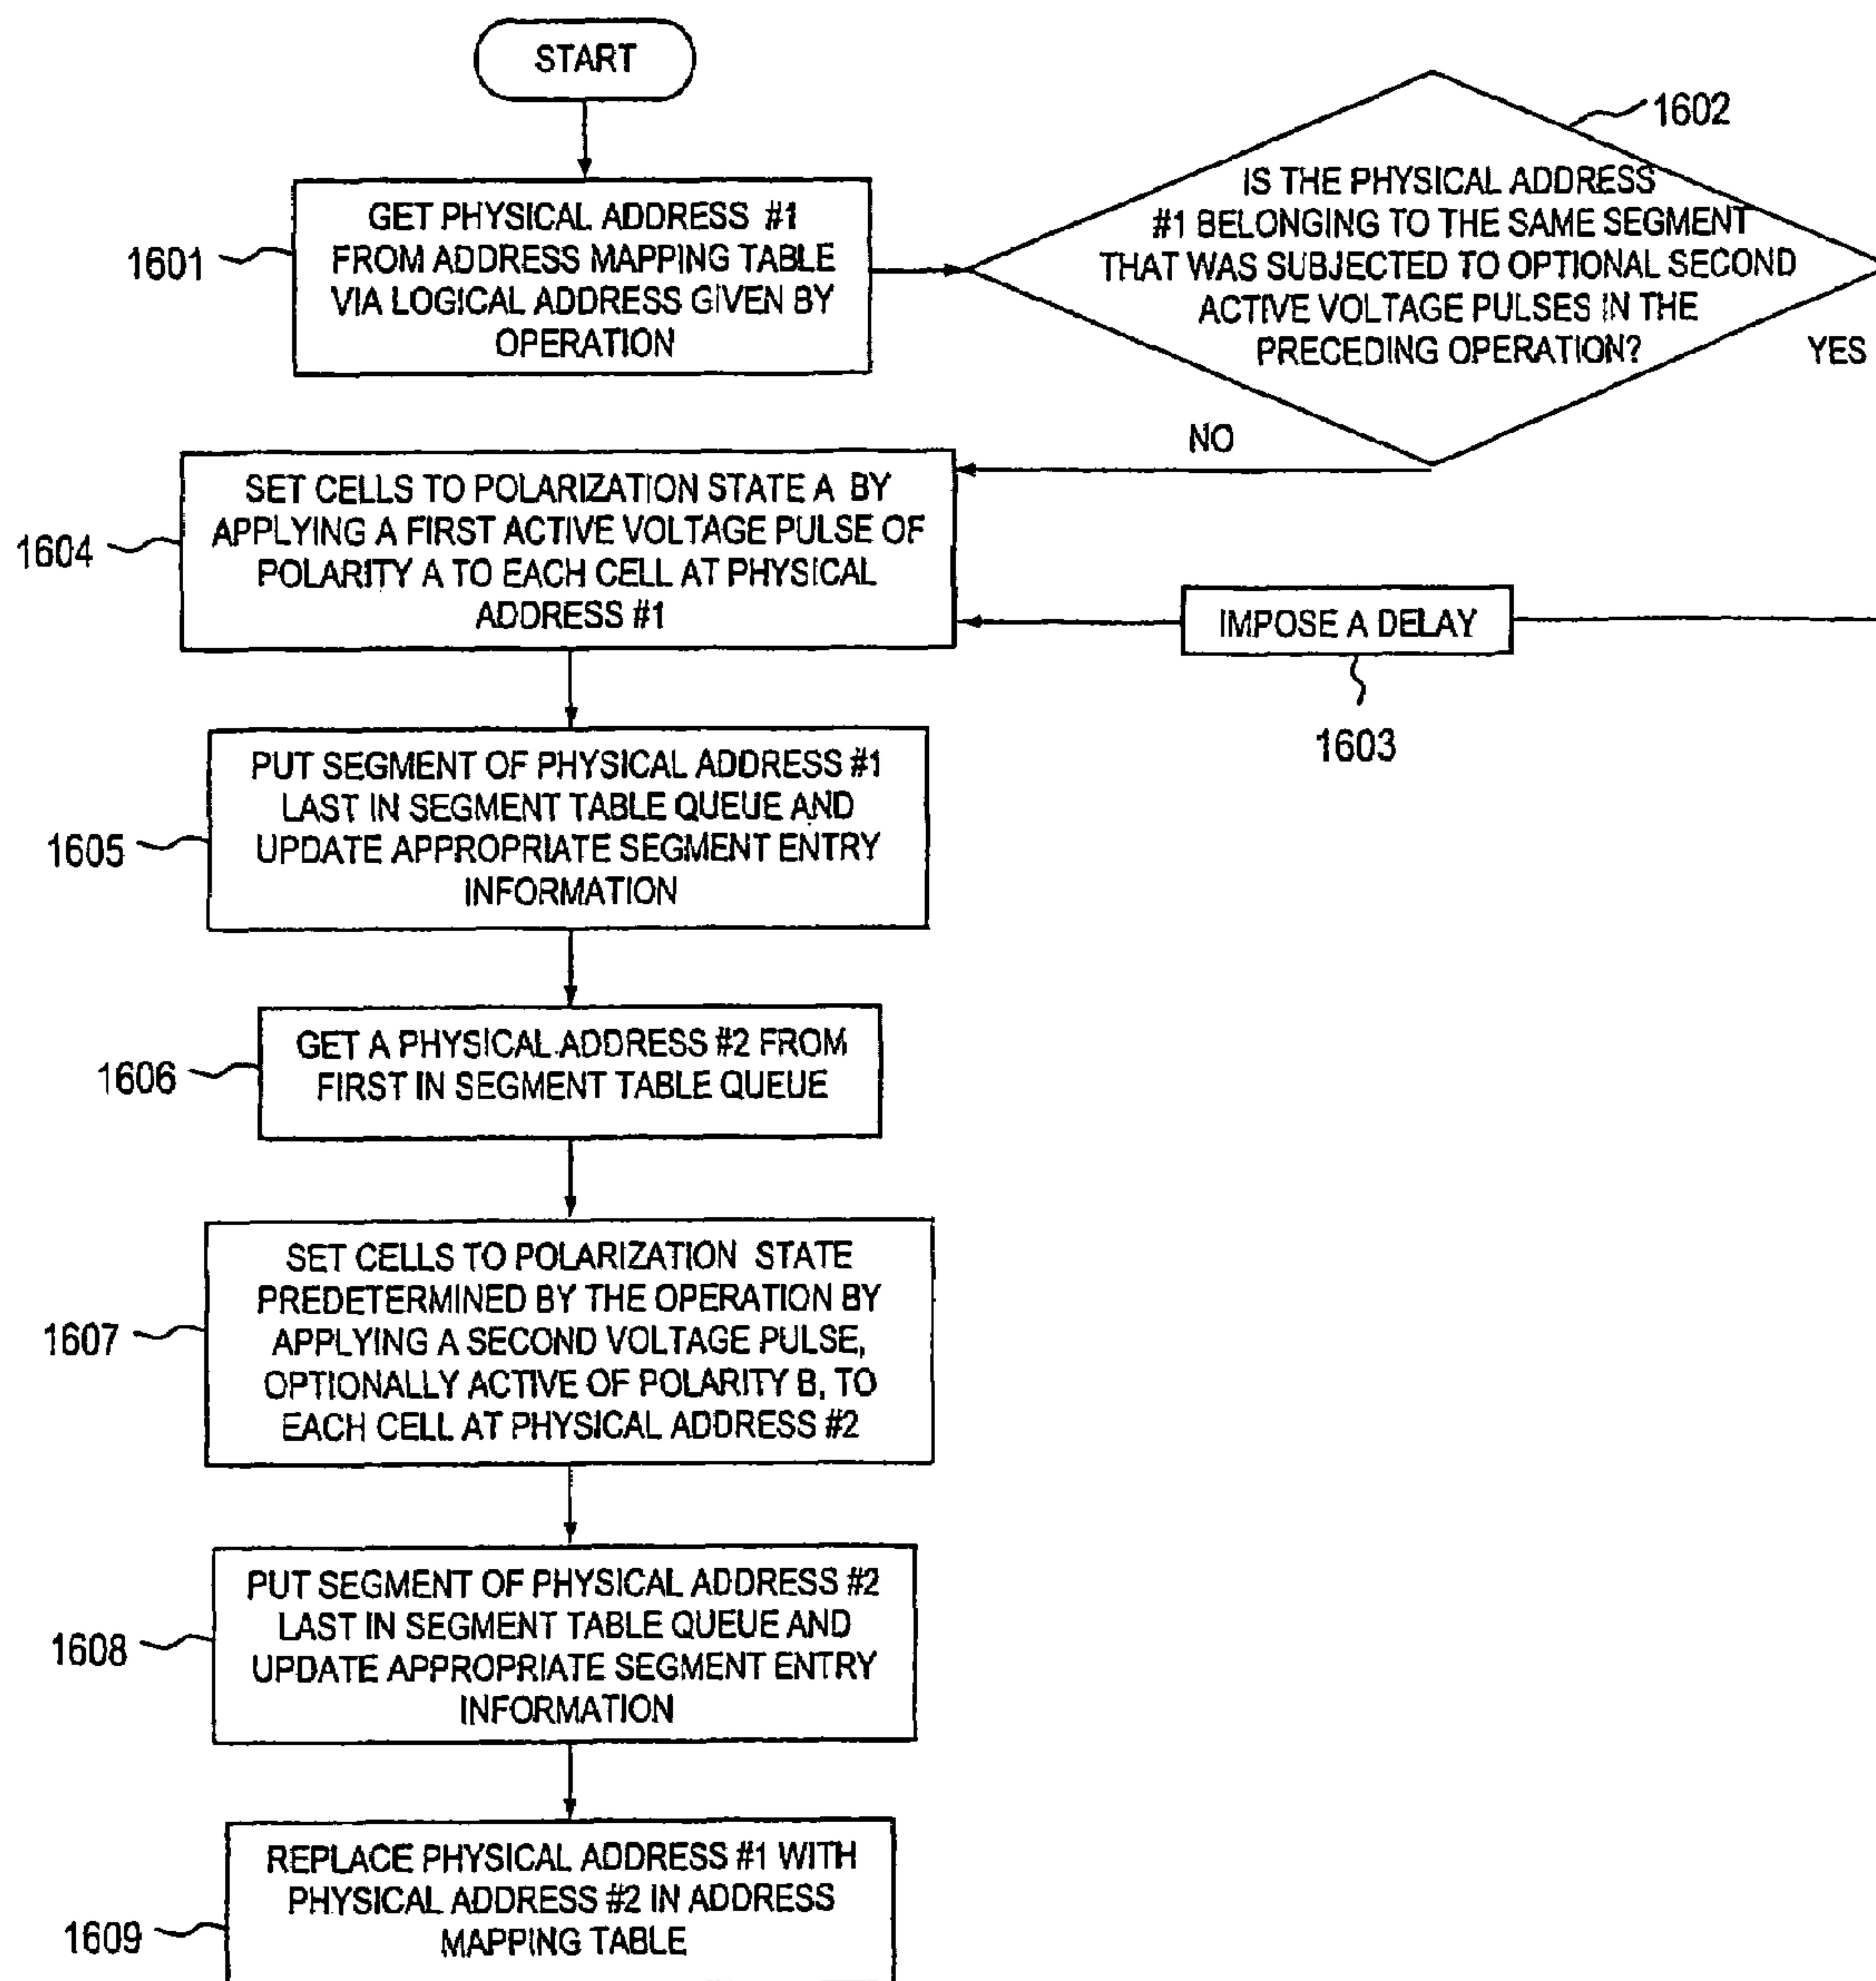 START
1601
GET PHYSICAL ADDRESS #1
FROM ADDRESS MAPPING TABLE
VIA LOGICAL ADDRESS GIVEN BY
OPERATION
1602
IS THE PHYSICAL ADDRESS
#1 BELONGING TO THE SAME SEGMENT
THAT WAS SUBJECTED TO OPTIONAL SECOND
ACTIVE VOLTAGE PULSES IN THE
PRECEDING OPERATION?
YES
NO
1604
SET CELLS TO POLARIZATION STATE A BY
APPLYING A FIRST ACTIVE VOLTAGE PULSE OF
POLARITY A TO EACH CELL AT PHYSICAL
ADDRESS #1
IMPOSE A DELAY
1603
1605
PUT SEGMENT OF PHYSICAL ADDRESS #1
LAST IN SEGMENT TABLE QUEUE AND
UPDATE APPROPRIATE SEGMENT ENTRY
INFORMATION
1606
GET A PHYSICAL ADDRESS #2 FROM
FIRST IN SEGMENT TABLE QUEUE
1607
SET CELLS TO POLARIZATION STATE
PREDETERMINED BY THE OPERATION BY
APPLYING A SECOND VOLTAGE PULSE,
OPTIONALLY ACTIVE OF POLARITY B, TO
EACH CELL AT PHYSICAL ADDRESS #2
1608
PUT SEGMENT OF PHYSICAL ADDRESS #2
LAST IN SEGMENT TABLE QUEUE AND
UPDATE APPROPRIATE SEGMENT ENTRY
INFORMATION
1609
REPLACE PHYSICAL ADDRESS #1 WITH
PHYSICAL ADDRESS #2 IN ADDRESS
MAPPING TABLE